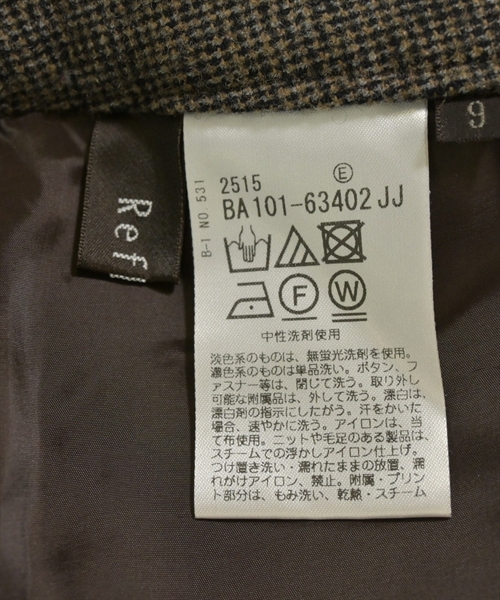 Ref
9
B-1 NO 531
E
2515
BA101-63402 JJ
F W
中性洗剤使用
淡色系のものは、無蛍光洗剤を使用。
濃色系のものは単品洗い。ボタン、フ
ァスナー等は、閉じて洗う。取り外し
可能な附属品は、外して洗う。漂白は、
漂白剤の指示にしたがう。汗をかいた
場合、速やかに洗う。アイロンは、当
て布使用。ニットや毛足のある製品は、
スチームでの浮かしアイロン仕上げ。
つけ置き洗い・濡れたままの放置、濡
れがけアイロン、禁止。附属・プリン
ト部分は、もみ洗い、乾熱・スチーム